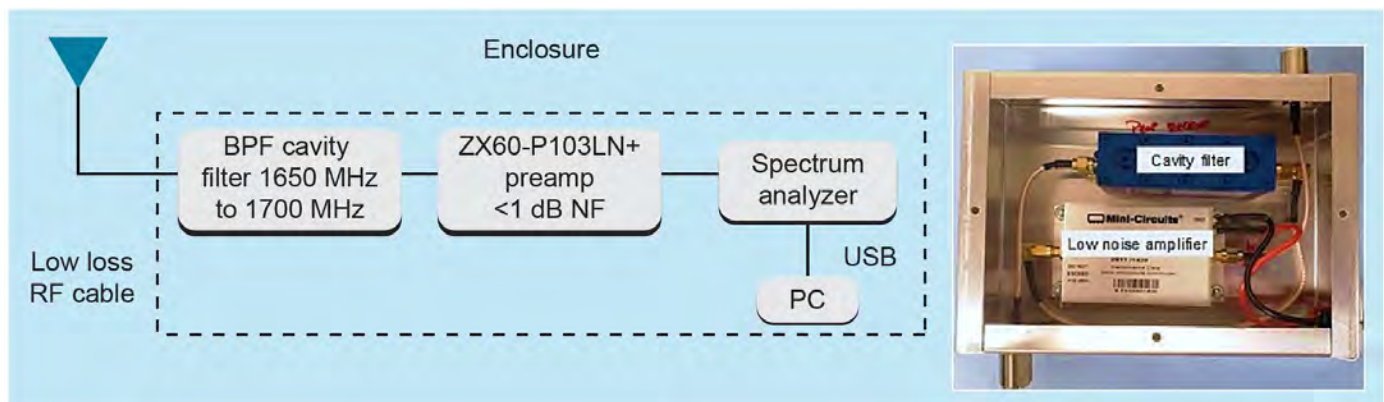 Enclosure
BPF cavity
filter 1650 MHz
to 1700 MHz
ZX60-P103LN+
preamp
<1 dB NF
Spectrum
analyzer
Low loss
RF cable
USB
PC
Cavity filter
Mini-Circuits®
Low noise amplifier